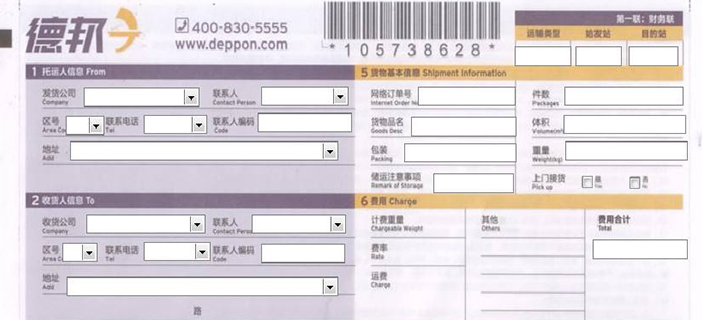 德邦
400-830-5555
www.deppon.com
*105738628*
第一联：财务联
运输类型 始发站 目的站
1 托运人信息 From
5 货物基本信息 Shipment Information
发货公司 联系人
Company Contact Person
网络订单号 件数
Internet Order No Packages
区号 联系电话 联系人编码
Area Co Tel Code
货物品名 体积
Goods Desc Volume(m³
地址
Add
包装 重量
Packing Weight(kg)
储运注意事项 上门接货 是 否
Remark of Storage Pick up Yes No
2 收货人信息 To
6 费用 Charge
收货公司 联系人
Company Contact Perso
计费重量 其他 费用合计
Chargeable Weight Others Total
区号 联系电话 联系人编码
Area C Tel Code
费率
Rate
地址
Add
运费
Charge
路